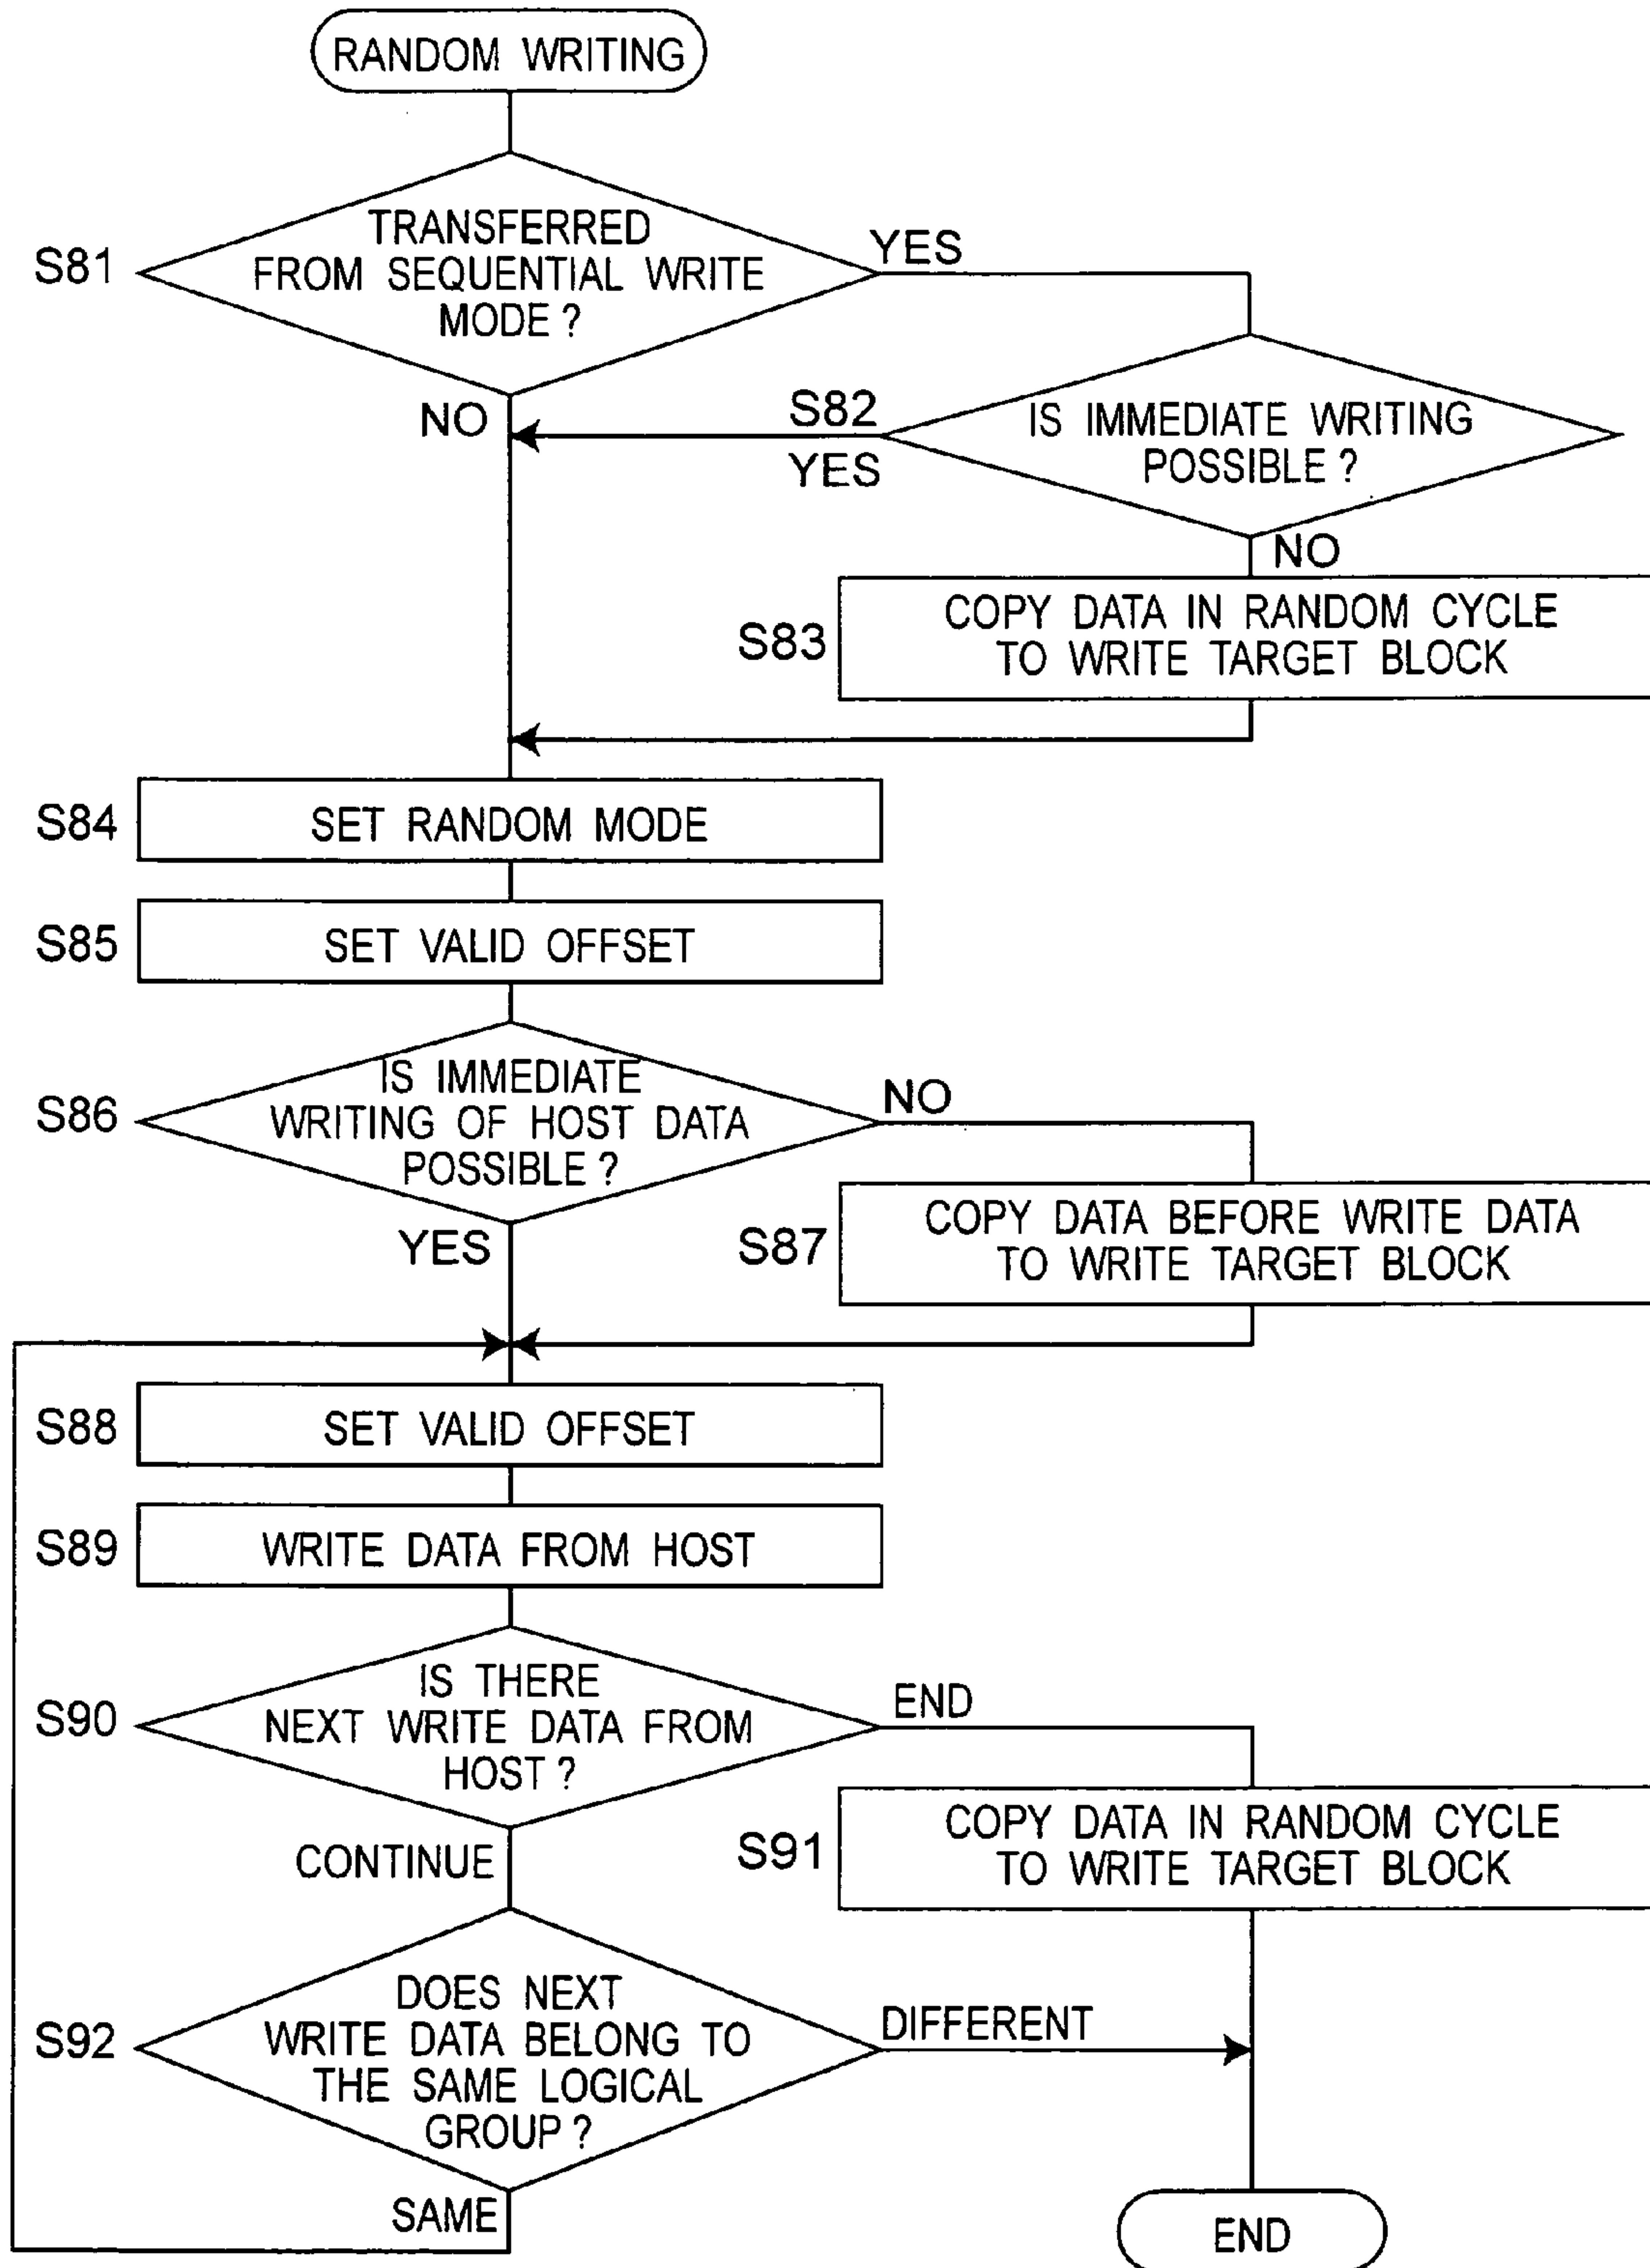 RANDOM WRITING
S81
TRANSFERRED
FROM SEQUENTIAL WRITE
MODE ?
YES
NO
S82
YES
IS IMMEDIATE WRITING
POSSIBLE ?
NO
S83
COPY DATA IN RANDOM CYCLE
TO WRITE TARGET BLOCK
S84
SET RANDOM MODE
S85
SET VALID OFFSET
S86
IS IMMEDIATE
WRITING OF HOST DATA
POSSIBLE ?
NO
YES
S87
COPY DATA BEFORE WRITE DATA
TO WRITE TARGET BLOCK
S88
SET VALID OFFSET
S89
WRITE DATA FROM HOST
S90
IS THERE
NEXT WRITE DATA FROM
HOST ?
END
CONTINUE
S91
COPY DATA IN RANDOM CYCLE
TO WRITE TARGET BLOCK
S92
DOES NEXT
WRITE DATA BELONG TO
THE SAME LOGICAL
GROUP ?
DIFFERENT
SAME
END